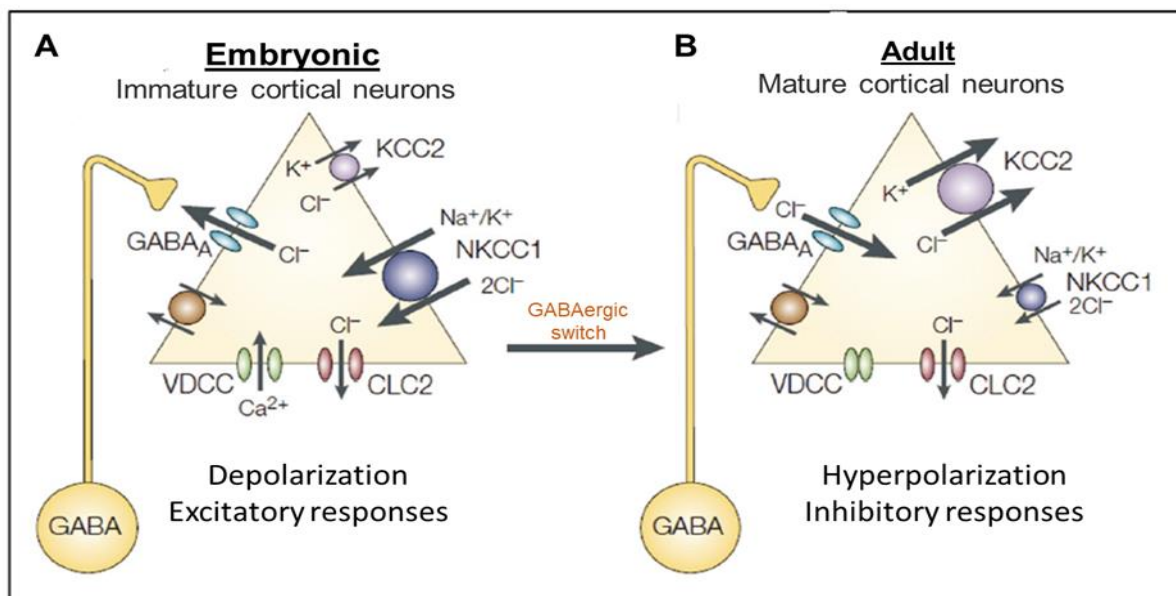 A
Embryonic
Immature cortical neurons
KCC2
K⁺
Cl⁻
Na⁺/K⁺
NKCC1
2Cl⁻
GABAA
Cl⁻
Cl⁻
VDCC
Ca²⁺
CLC2
Depolarization
Excitatory responses
GABA
GABAergic
switch
B
Adult
Mature cortical neurons
KCC2
K⁺
Cl⁻
Cl⁻
GABAA
Na⁺/K⁺
NKCC1
2Cl⁻
Cl⁻
VDCC
CLC2
Hyperpolarization
Inhibitory responses
GABA